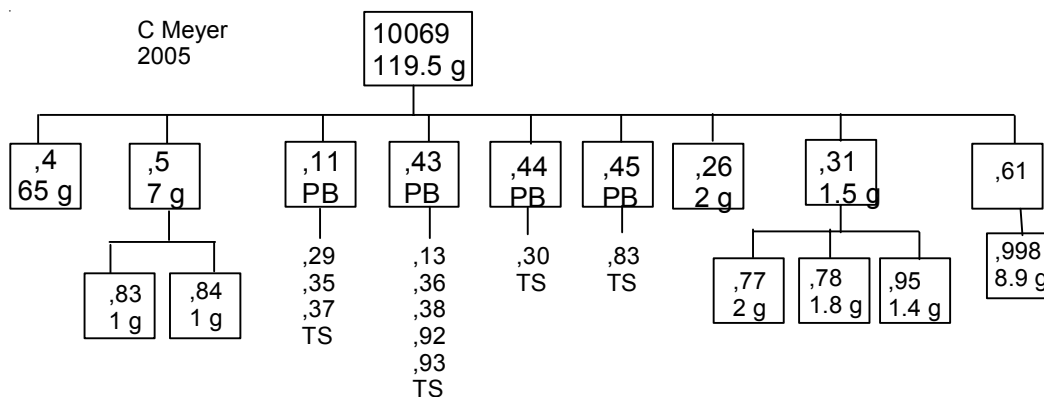 C Meyer
2005
10069
119.5 g
,4
65 g
,5
7 g
,11
PB
,43
PB
,44
PB
,45
PB
,26
2 g
,31
1.5 g
,61
,83
1 g
,84
1 g
,29
,35
,37
TS
,13
,36
,38
,92
,93
TS
,30
TS
,83
TS
,77
2 g
,78
1.8 g
,95
1.4 g
,998
8.9 g